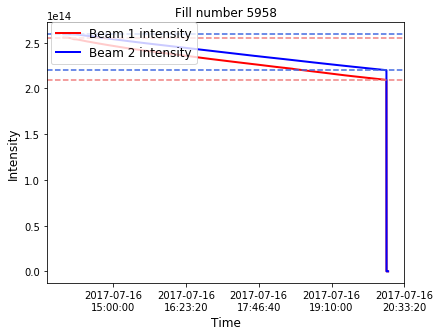 Fill number 5958
1e14
Beam 1 intensity
Beam 2 intensity
2.5
2.0
1.5
1.0
0.5
0.0
Intensity
2017-07-16 2017-07-16 2017-07-16 2017-07-16 2017-07-16
15:00:00 16:23:20 17:46:40 19:10:00 20:33:20
Time